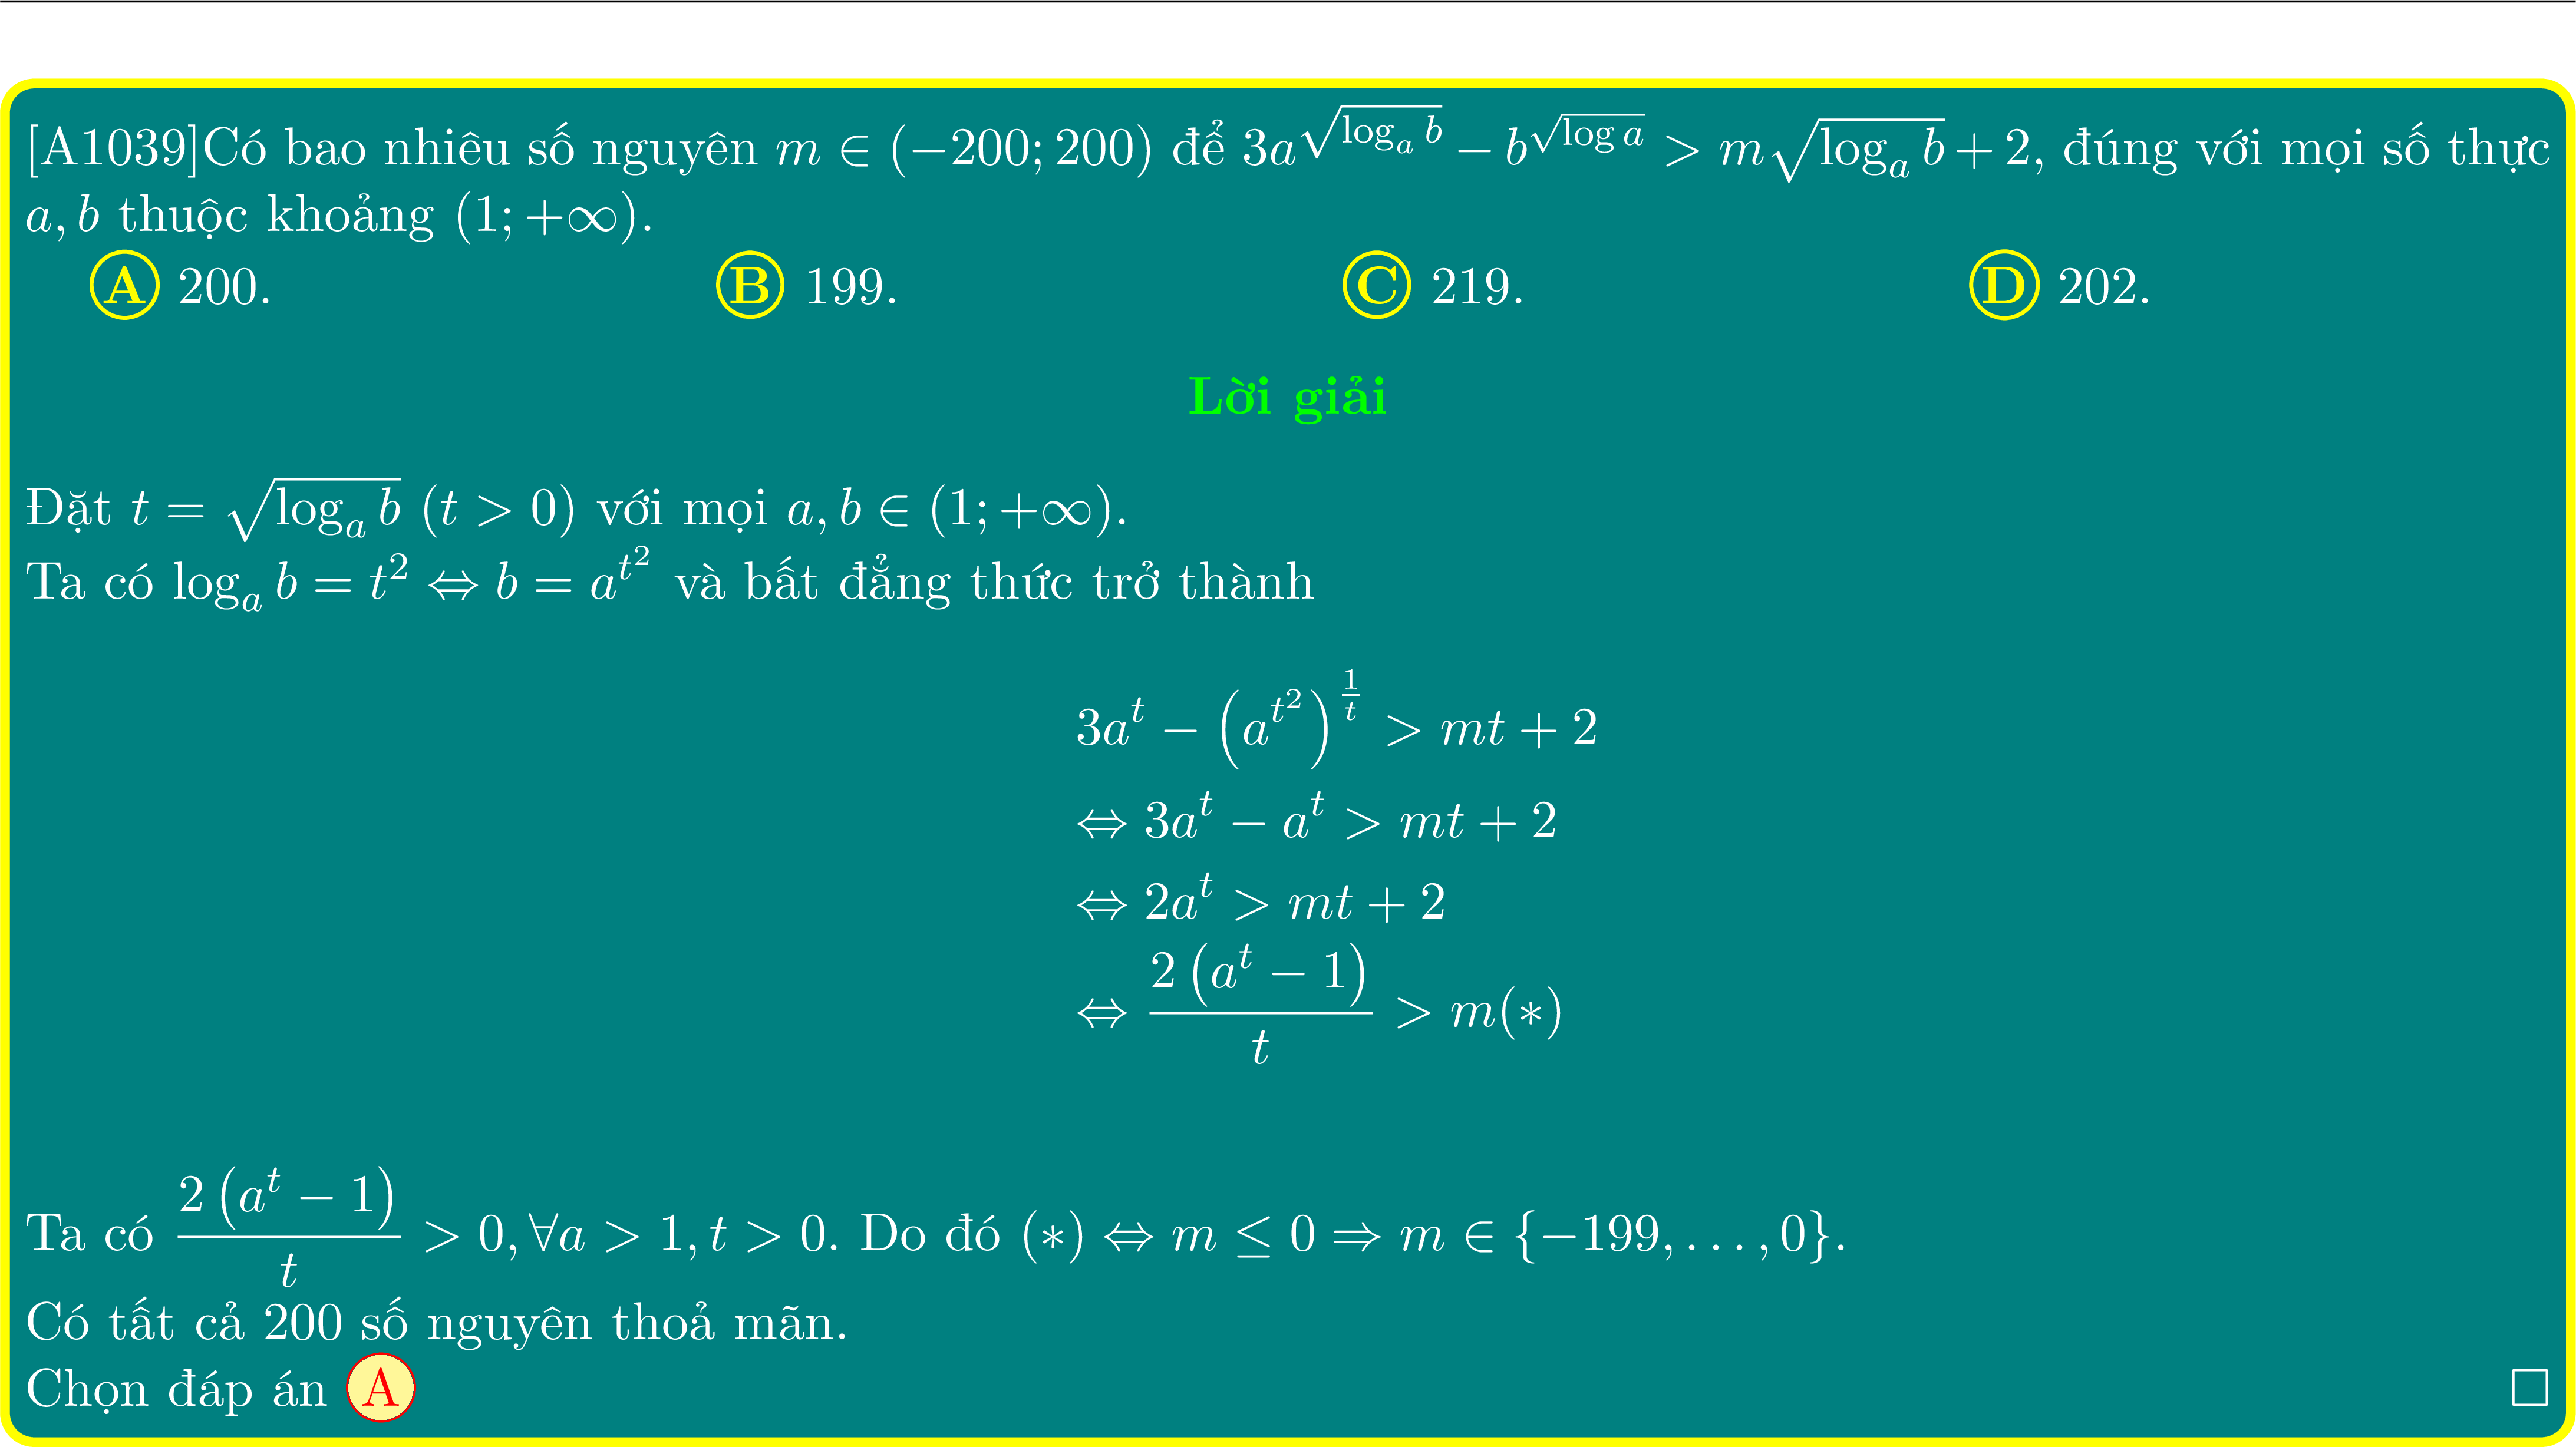 [A1039]Có bao nhiêu số nguyên $m \in (-200; 200)$ để $3a^{\sqrt{\log_a b}} - b^{\sqrt{\log a}} > m\sqrt{\log_a b} + 2$, đúng với mọi số thực
$a, b$ thuộc khoảng $(1; +\infty)$.
Ⓐ 200. Ⓑ 199. Ⓒ 219. Ⓓ 202.
Lời giải
Đặt $t = \sqrt{\log_a b}$ $(t > 0)$ với mọi $a, b \in (1; +\infty)$.
Ta có $\log_a b = t^2 \Leftrightarrow b = a^{t^2}$ và bất đẳng thức trở thành
$3a^t - \left(a^{t^2}\right)^{\frac{1}{t}} > mt + 2$
$\Leftrightarrow 3a^t - a^t > mt + 2$
$\Leftrightarrow 2a^t > mt + 2$
$\Leftrightarrow \frac{2\left(a^t - 1\right)}{t} > m(*)$
Ta có $\frac{2\left(a^t - 1\right)}{t} > 0, \forall a > 1, t > 0$. Do đó $(*) \Leftrightarrow m \leq 0 \Rightarrow m \in \{-199, \ldots, 0\}$.
Có tất cả 200 số nguyên thoả mãn.
Chọn đáp án Ⓐ □